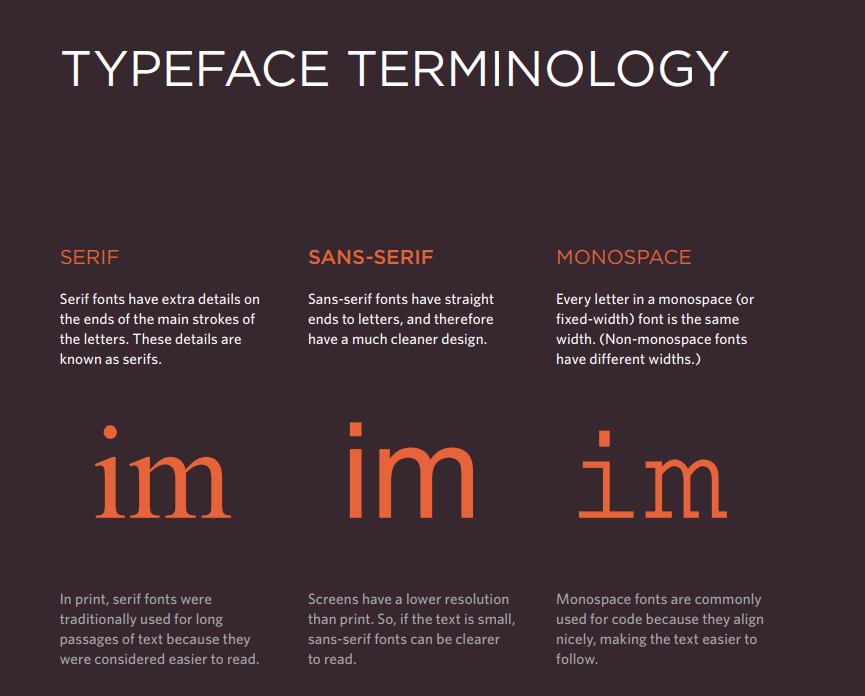 TYPEFACE TERMINOLOGY
SERIF
Serif fonts have extra details on
the ends of the main strokes of
the letters. These details are
known as serifs.
im
In print, serif fonts were
traditionally used for long
passages of text because they
were considered easier to read.
SANS-SERIF
Sans-serif fonts have straight
ends to letters, and therefore
have a much cleaner design.
im
Screens have a lower resolution
than print. So, if the text is small,
sans-serif fonts can be clearer
to read.
MONOSPACE
Every letter in a monospace (or
fixed-width) font is the same
width. (Non-monospace fonts
have different widths.)
im
Monospace fonts are commonly
used for code because they align
nicely, making the text easier to
follow.